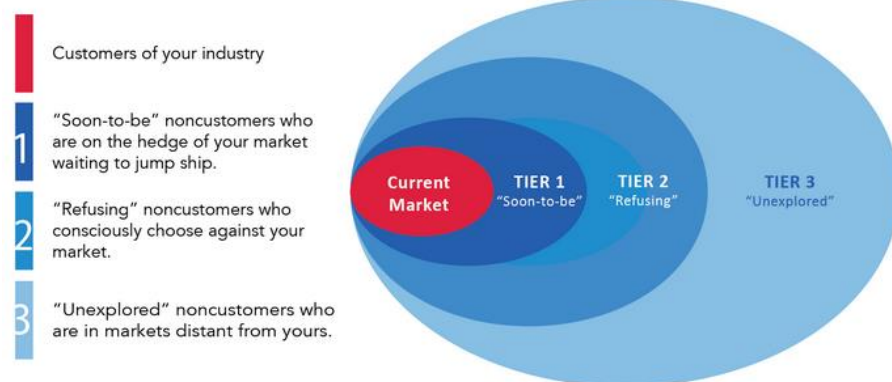 Customers of your industry
1
"Soon-to-be" noncustomers who
are on the hedge of your market
waiting to jump ship.
2
"Refusing" noncustomers who
consciously choose against your
market.
3
"Unexplored" noncustomers who
are in markets distant from yours.
Current
Market
TIER 1
"Soon-to-be"
TIER 2
"Refusing"
TIER 3
"Unexplored"